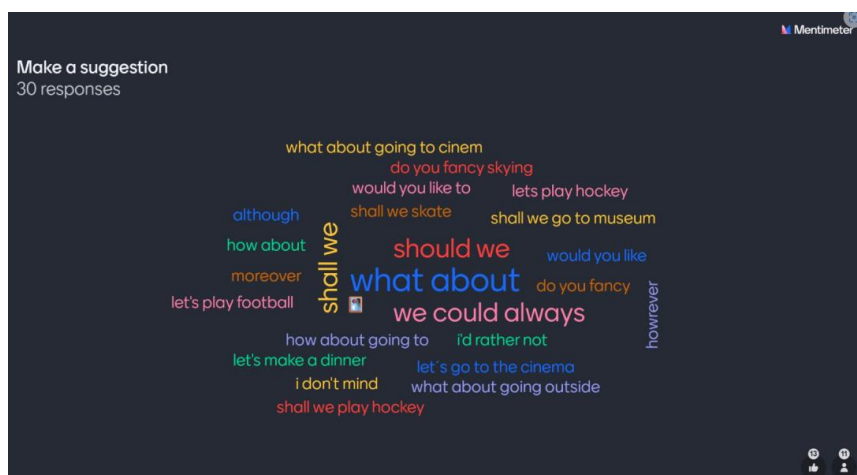 Mentimeter
Make a suggestion
30 responses
what about going to cinem
do you fancy skying
would you like to
lets play hockey
although
shall we skate
shall we go to museum
how about
shall we
should we
would you like
moreover
what about
do you fancy
let's play football
we could always
howrever
how about going to
i'd rather not
let's make a dinner
let´s go to the cinema
i don't mind
what about going outside
shall we play hockey
13
11